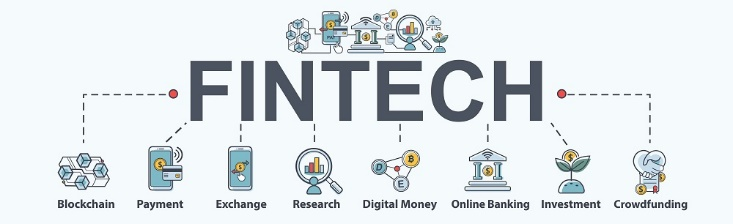 FINTECH
Blockchain
Payment
Exchange
Research
Digital Money
Online Banking
Investment
Crowdfunding